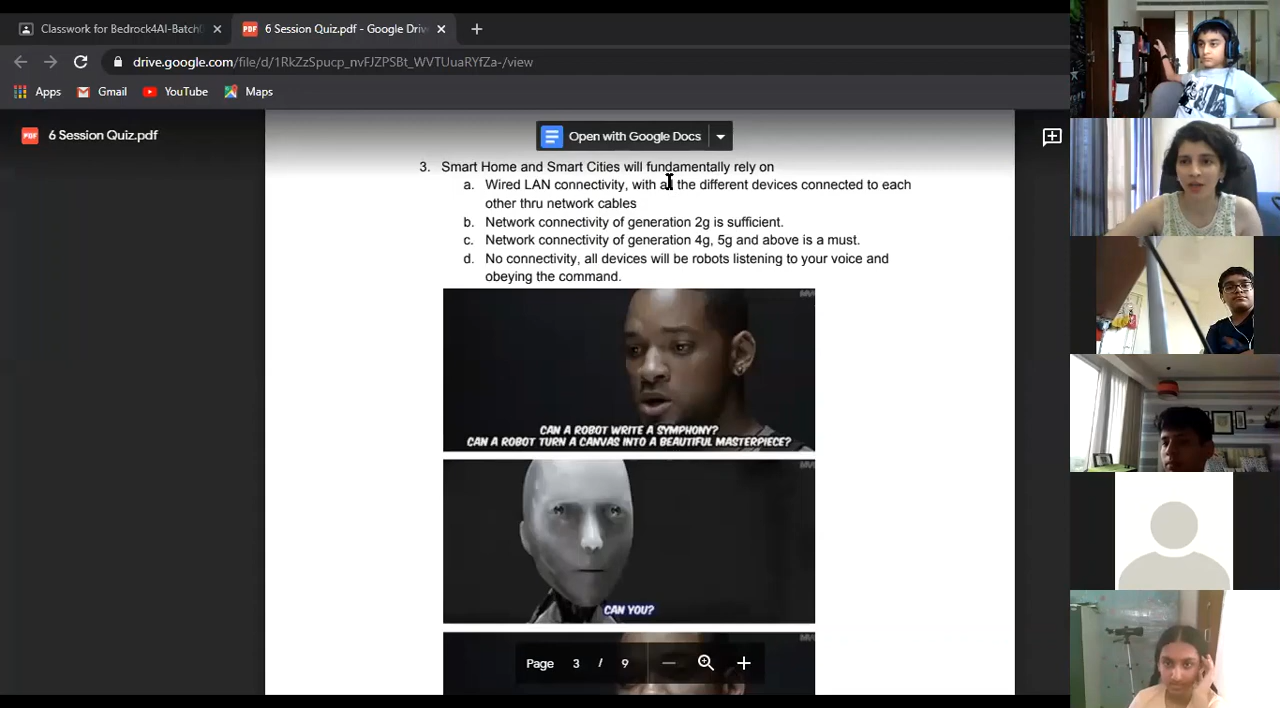 Classwork for Bedrock4AI-Batch
6 Session Quiz.pdf - Google Driv
drive.google.com/file/d/1RkZzSpucp_nvFJZPSBt_WVTUuaRYfZa-/view
Apps
Gmail
YouTube
Maps
PDF
6 Session Quiz.pdf
Open with Google Docs
3. Smart Home and Smart Cities will fundamentally rely on
a. Wired LAN connectivity, with all the different devices connected to each
other thru network cables
b. Network connectivity of generation 2g is sufficient.
c. Network connectivity of generation 4g, 5g and above is a must.
d. No connectivity, all devices will be robots listening to your voice and
obeying the command.
CAN A ROBOT WRITE A SYMPHONY?
CAN A ROBOT TURN A CANVAS INTO A BEAUTIFUL MASTERPIECE?
CAN YOU?
Page 3 / 9